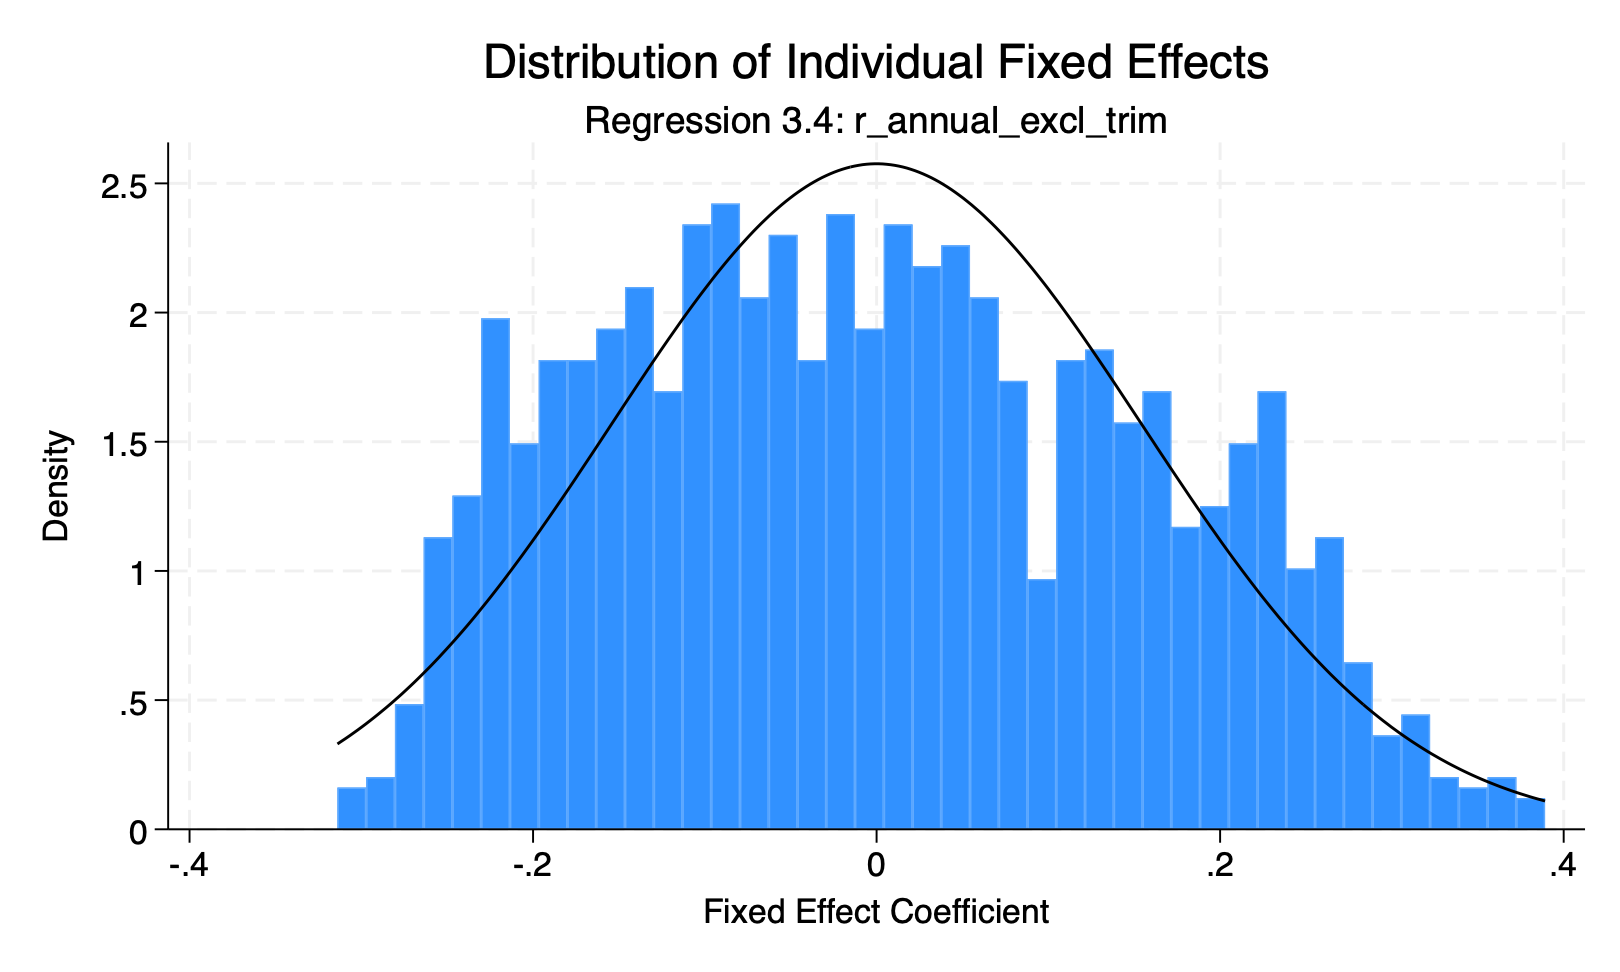 Distribution of Individual Fixed Effects
Regression 3.4: r_annual_excl_trim
2.5
2
1.5
1
.5
0
Density
-.4
-.2
0
.2
.4
Fixed Effect Coefficient